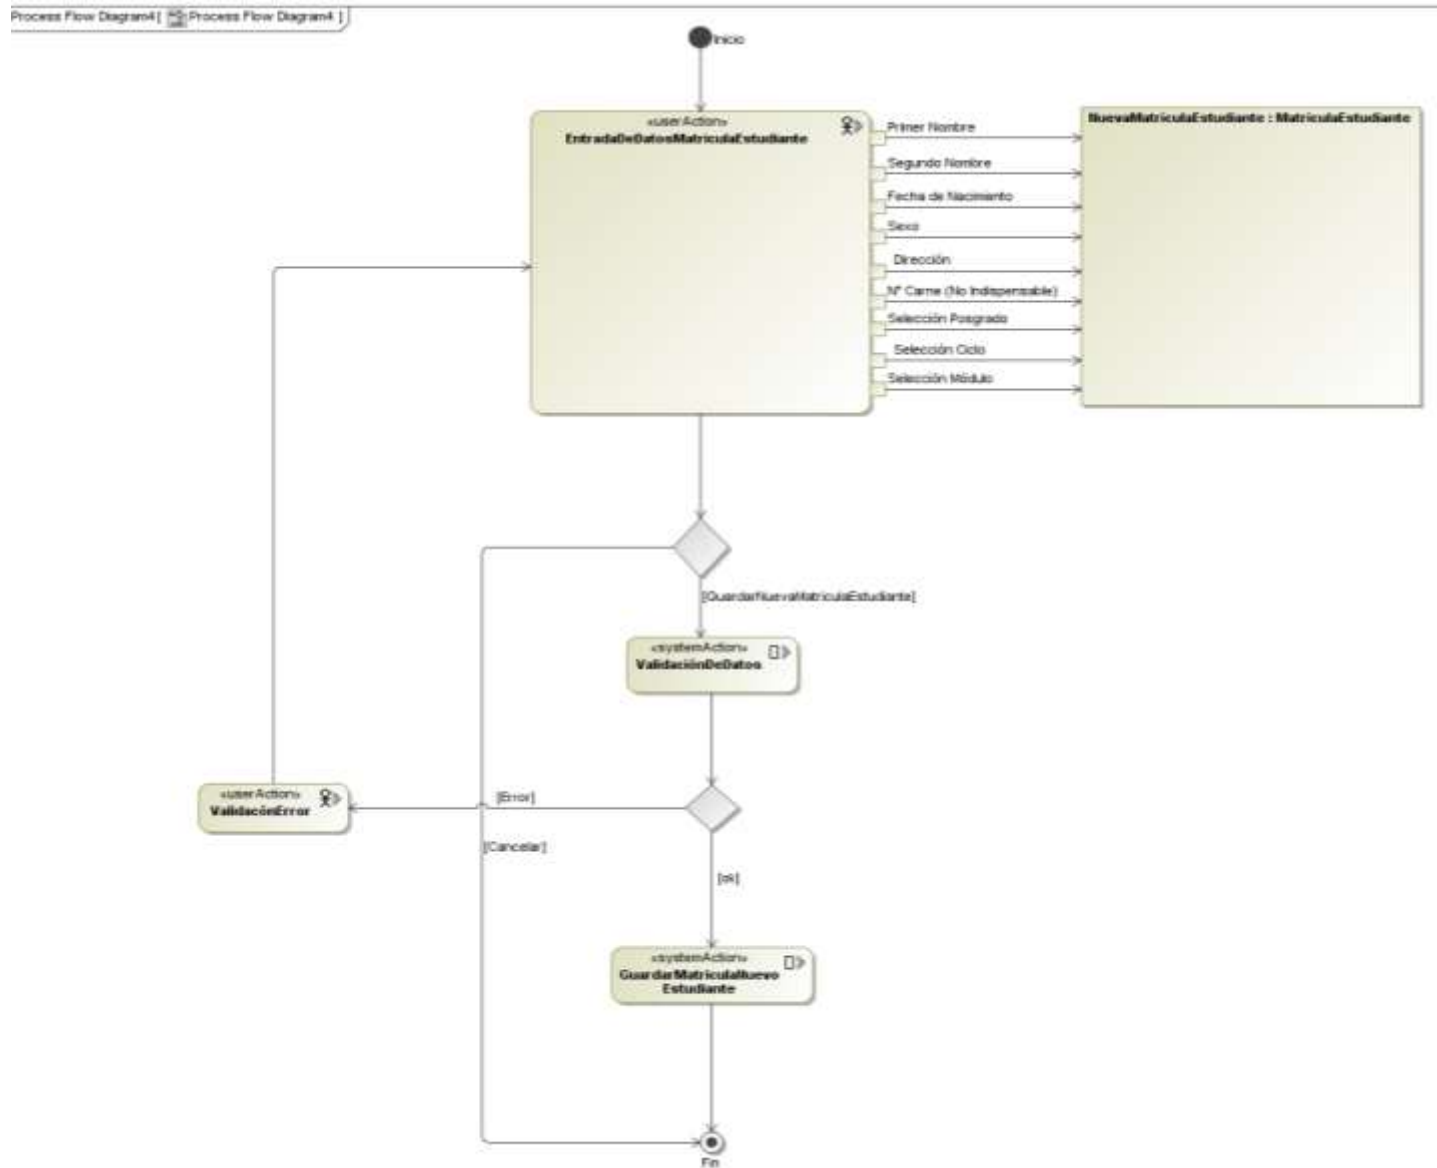 Process Flow Diagram4 [ Process Flow Diagram4 ]
Inicio
«userAction»
EntradaDeDatosMatriculaEstudiante
Primer Nombre
Segundo Nombre
Fecha de Nacimiento
Sexo
Dirección
N° Carne (No Indispensable)
Selección Posgrado
Selección Ciclo
Selección Módulo
NuevaMatriculaEstudiante : MatriculaEstudiante
[GuardarNuevaMatriculaEstudiante]
«systemAction»
ValidaciónDeDatos
«userAction»
ValidacónError
[Error]
[Cancelar]
[ok]
«systemAction»
GuardarMatriculaNuevo
Estudiante
Fin